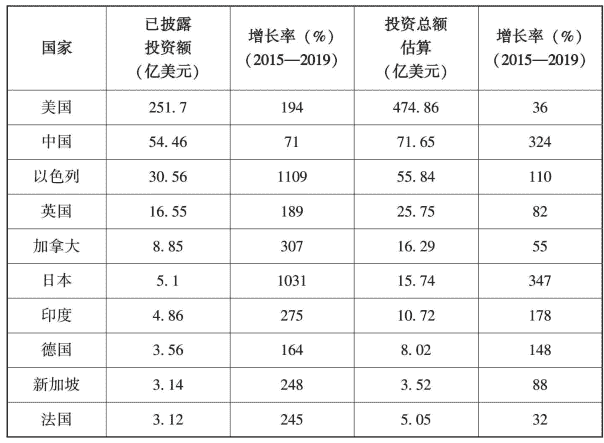 国家 已披露投资额（亿美元） 增长率（%）（2015—2019） 投资总额估算（亿美元） 增长率（%）（2015—2019）
美国 251.7 194 474.86 36
中国 54.46 71 71.65 324
以色列 30.56 1109 55.84 110
英国 16.55 189 25.75 82
加拿大 8.85 307 16.29 55
日本 5.1 1031 15.74 347
印度 4.86 275 10.72 178
德国 3.56 164 8.02 148
新加坡 3.14 248 3.52 88
法国 3.12 245 5.05 32